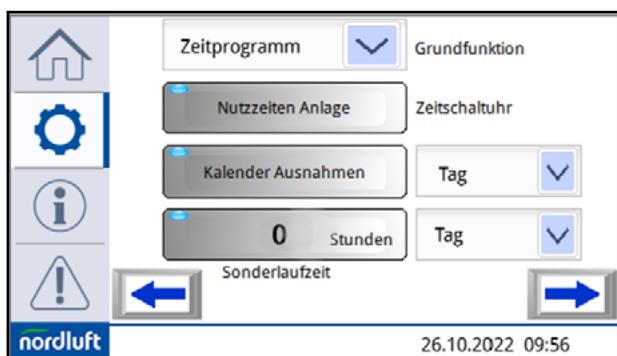 Zeitprogramm Grundfunktion
Nutzzeiten Anlage Zeitschaltuhr
Kalender Ausnahmen Tag
0 Stunden Tag
Sonderlaufzeit
nordluft 26.10.2022 09:56